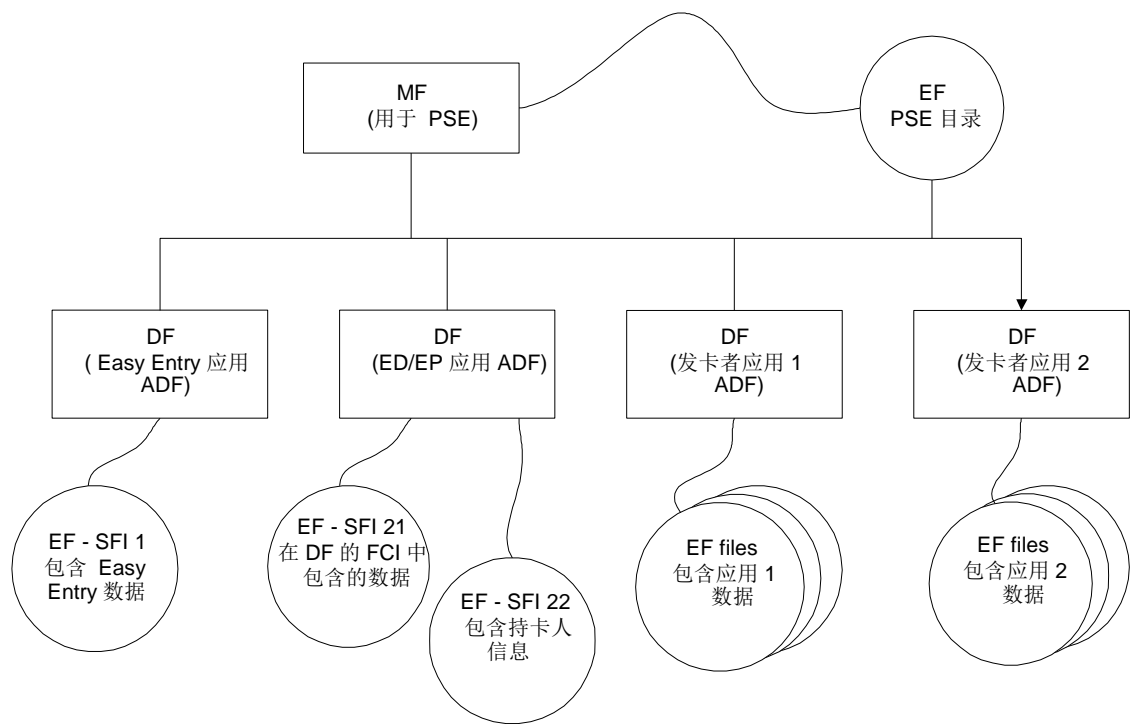 MF
(用于 PSE)
EF
PSE 目录
DF
( Easy Entry 应用
ADF)
DF
(ED/EP 应用 ADF)
DF
(发卡者应用 1
ADF)
DF
(发卡者应用 2
ADF)
EF - SFI 1
包含 Easy
Entry 数据
EF - SFI 21
在 DF 的 FCI 中
包含的数据
EF - SFI 22
包含持卡人
信息
EF files
包含应用 1
数据
EF files
包含应用 2
数据